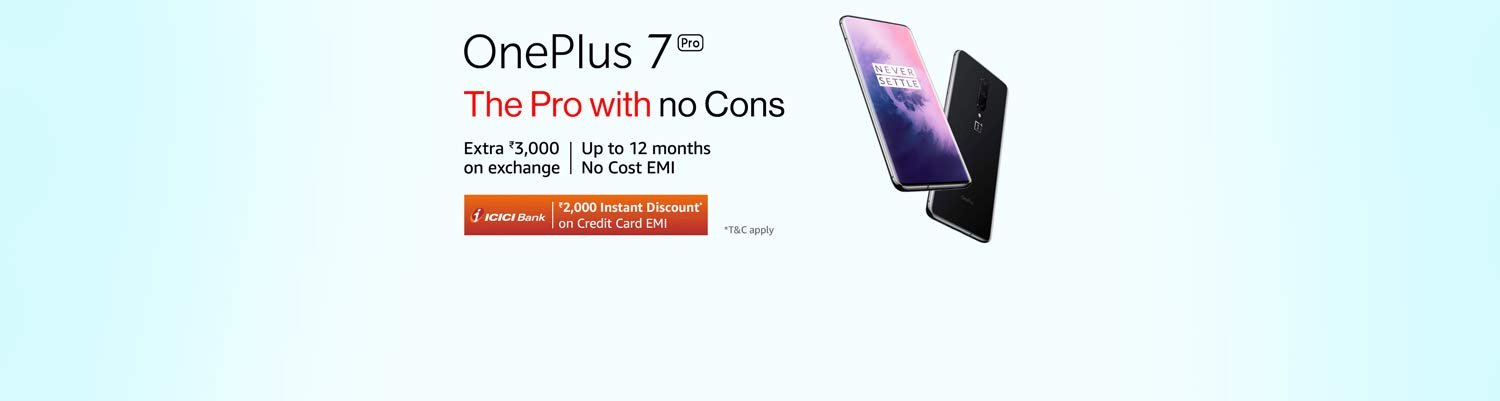 OnePlus 7 Pro
The Pro with no Cons
Extra ₹3,000
on exchange
Up to 12 months
No Cost EMI
ICICI Bank
₹2,000 Instant Discount*
on Credit Card EMI
*T&C apply
NEVER
SETTLE